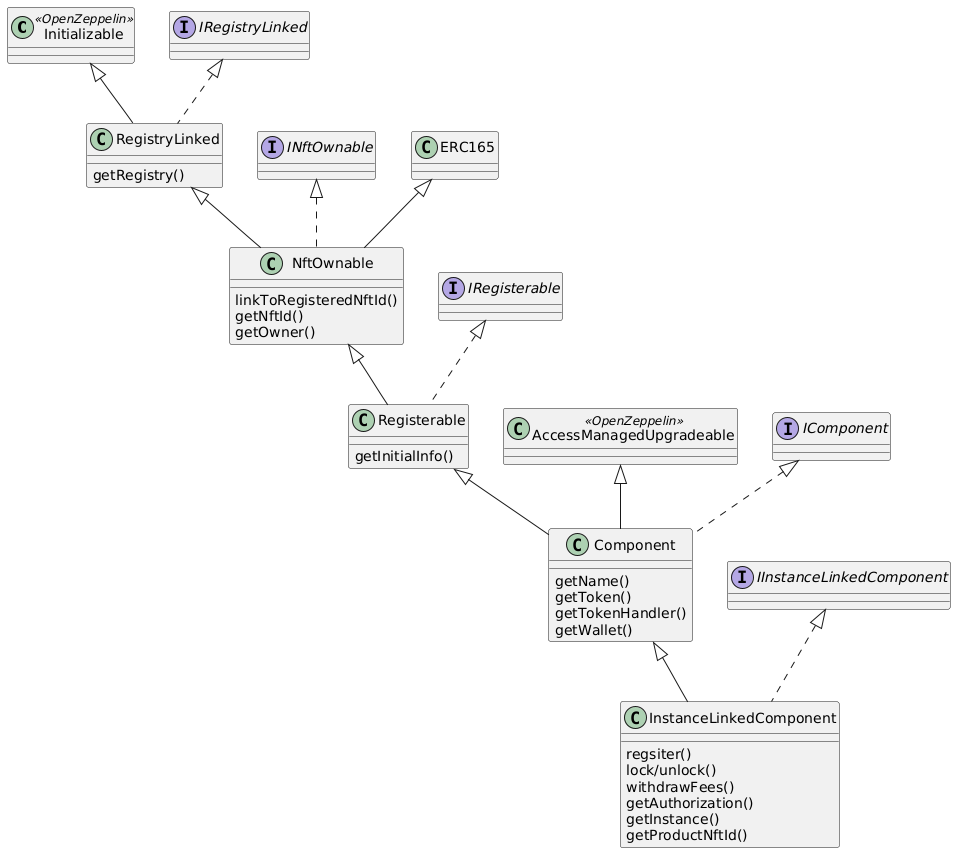 C «OpenZeppelin»
Initializable
I IRegistryLinked
C RegistryLinked
getRegistry()
I INftOwnable
C ERC165
C NftOwnable
linkToRegisteredNftId()
getNftId()
getOwner()
I IRegisterable
C Registerable
getInitialInfo()
C «OpenZeppelin»
AccessManagedUpgradeable
I IComponent
C Component
getName()
getToken()
getTokenHandler()
getWallet()
I IInstanceLinkedComponent
C InstanceLinkedComponent
regsiter()
lock/unlock()
withdrawFees()
getAuthorization()
getInstance()
getProductNftId()